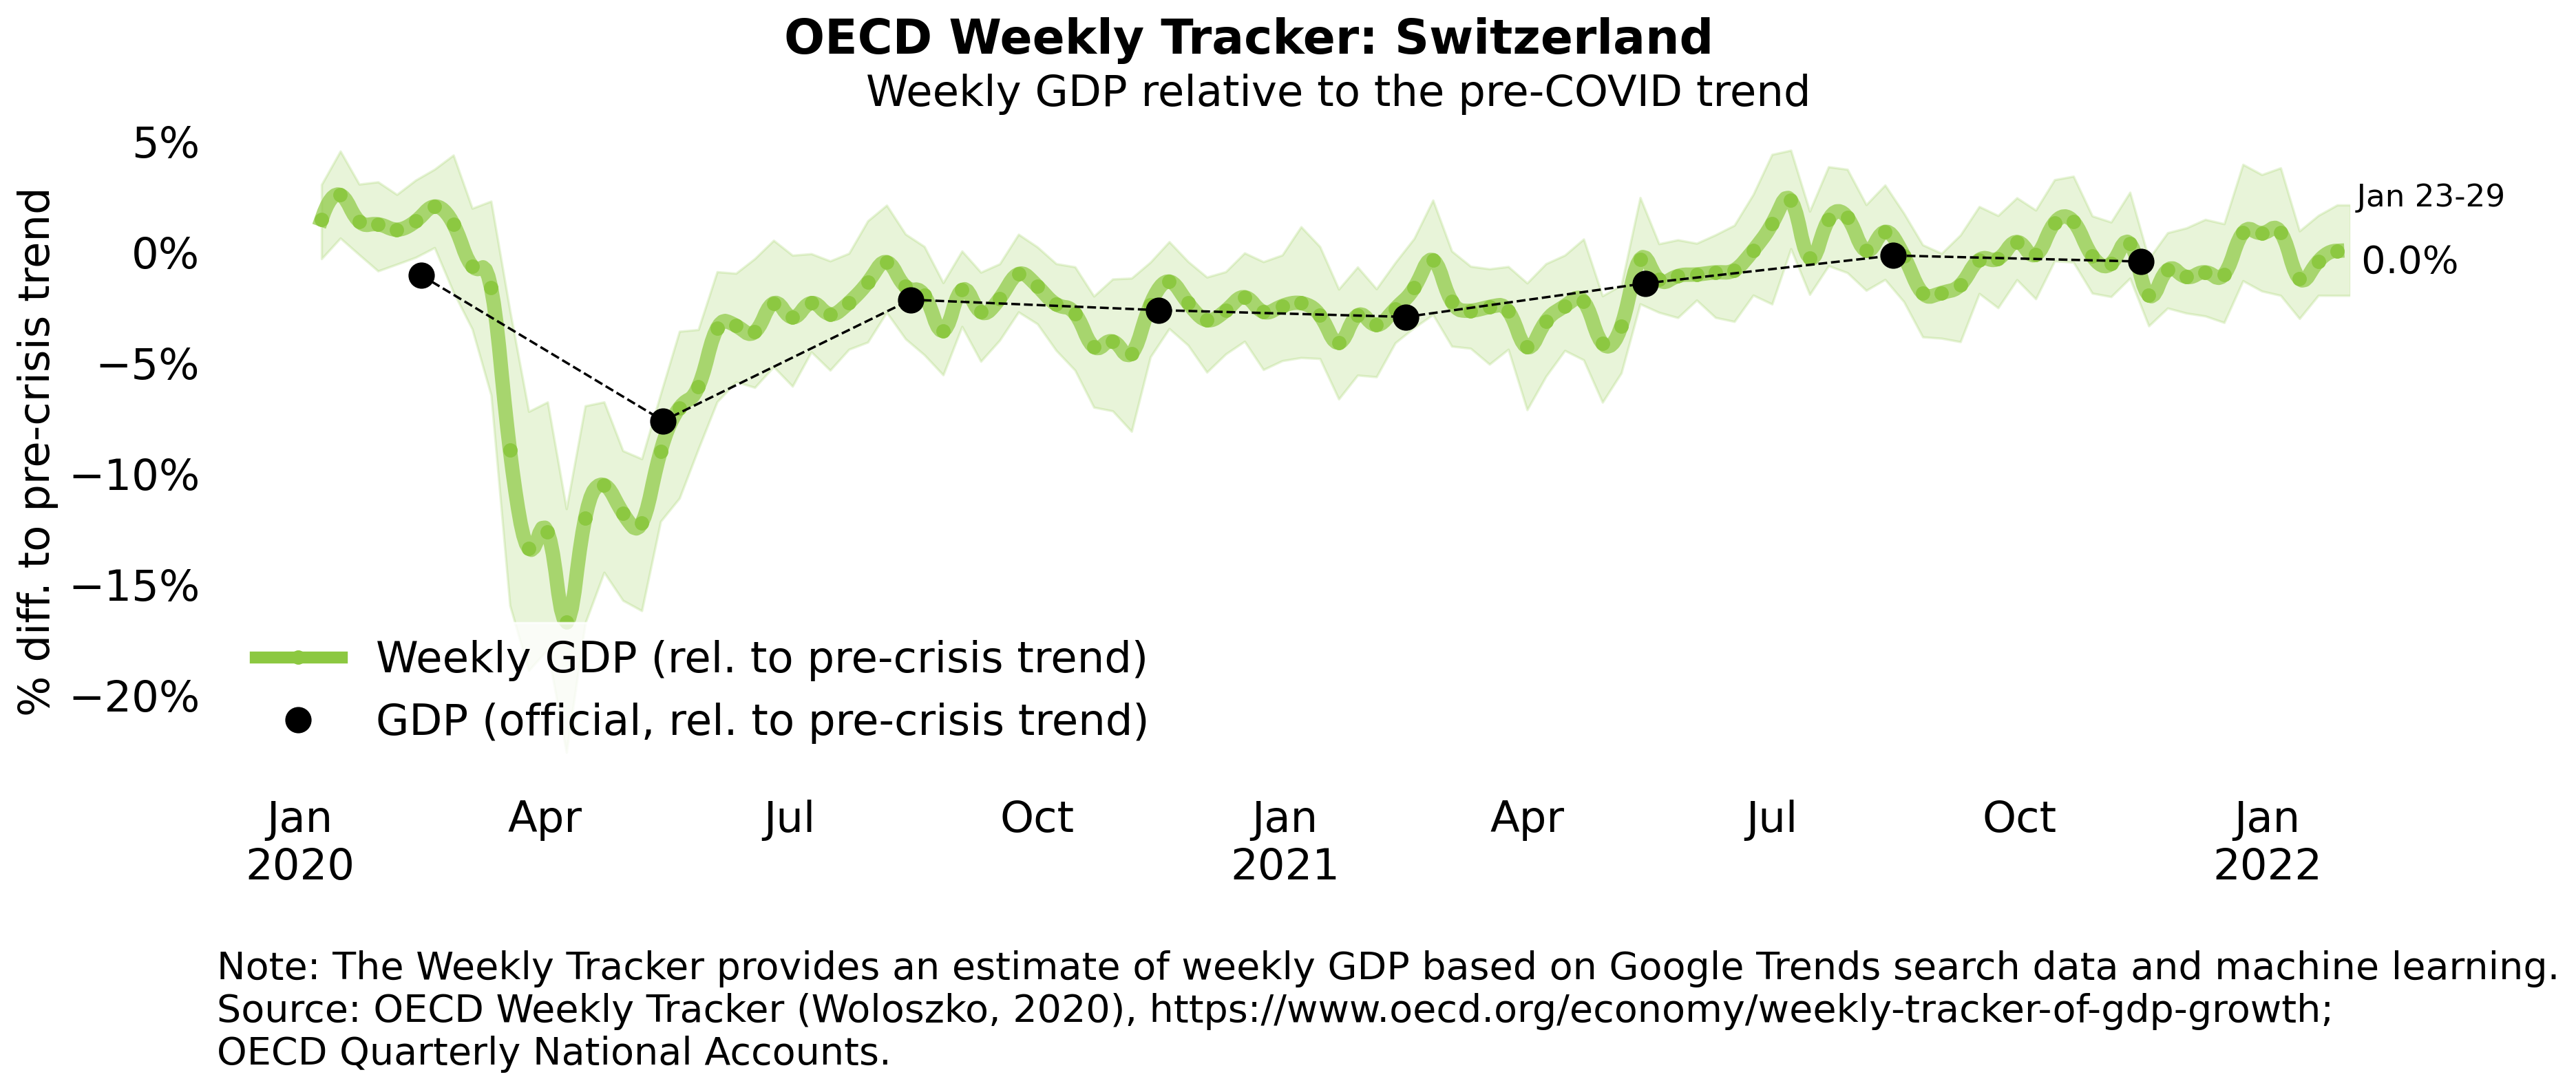 OECD Weekly Tracker: Switzerland
Weekly GDP relative to the pre-COVID trend
% diff. to pre-crisis trend
5%
0%
−5%
−10%
−15%
−20%
Jan 23-29
0.0%
Weekly GDP (rel. to pre-crisis trend)
GDP (official, rel. to pre-crisis trend)
Jan Apr Jul Oct Jan Apr Jul Oct Jan
2020 2021 2022
Note: The Weekly Tracker provides an estimate of weekly GDP based on Google Trends search data and machine learning.
Source: OECD Weekly Tracker (Woloszko, 2020), https://www.oecd.org/economy/weekly-tracker-of-gdp-growth;
OECD Quarterly National Accounts.